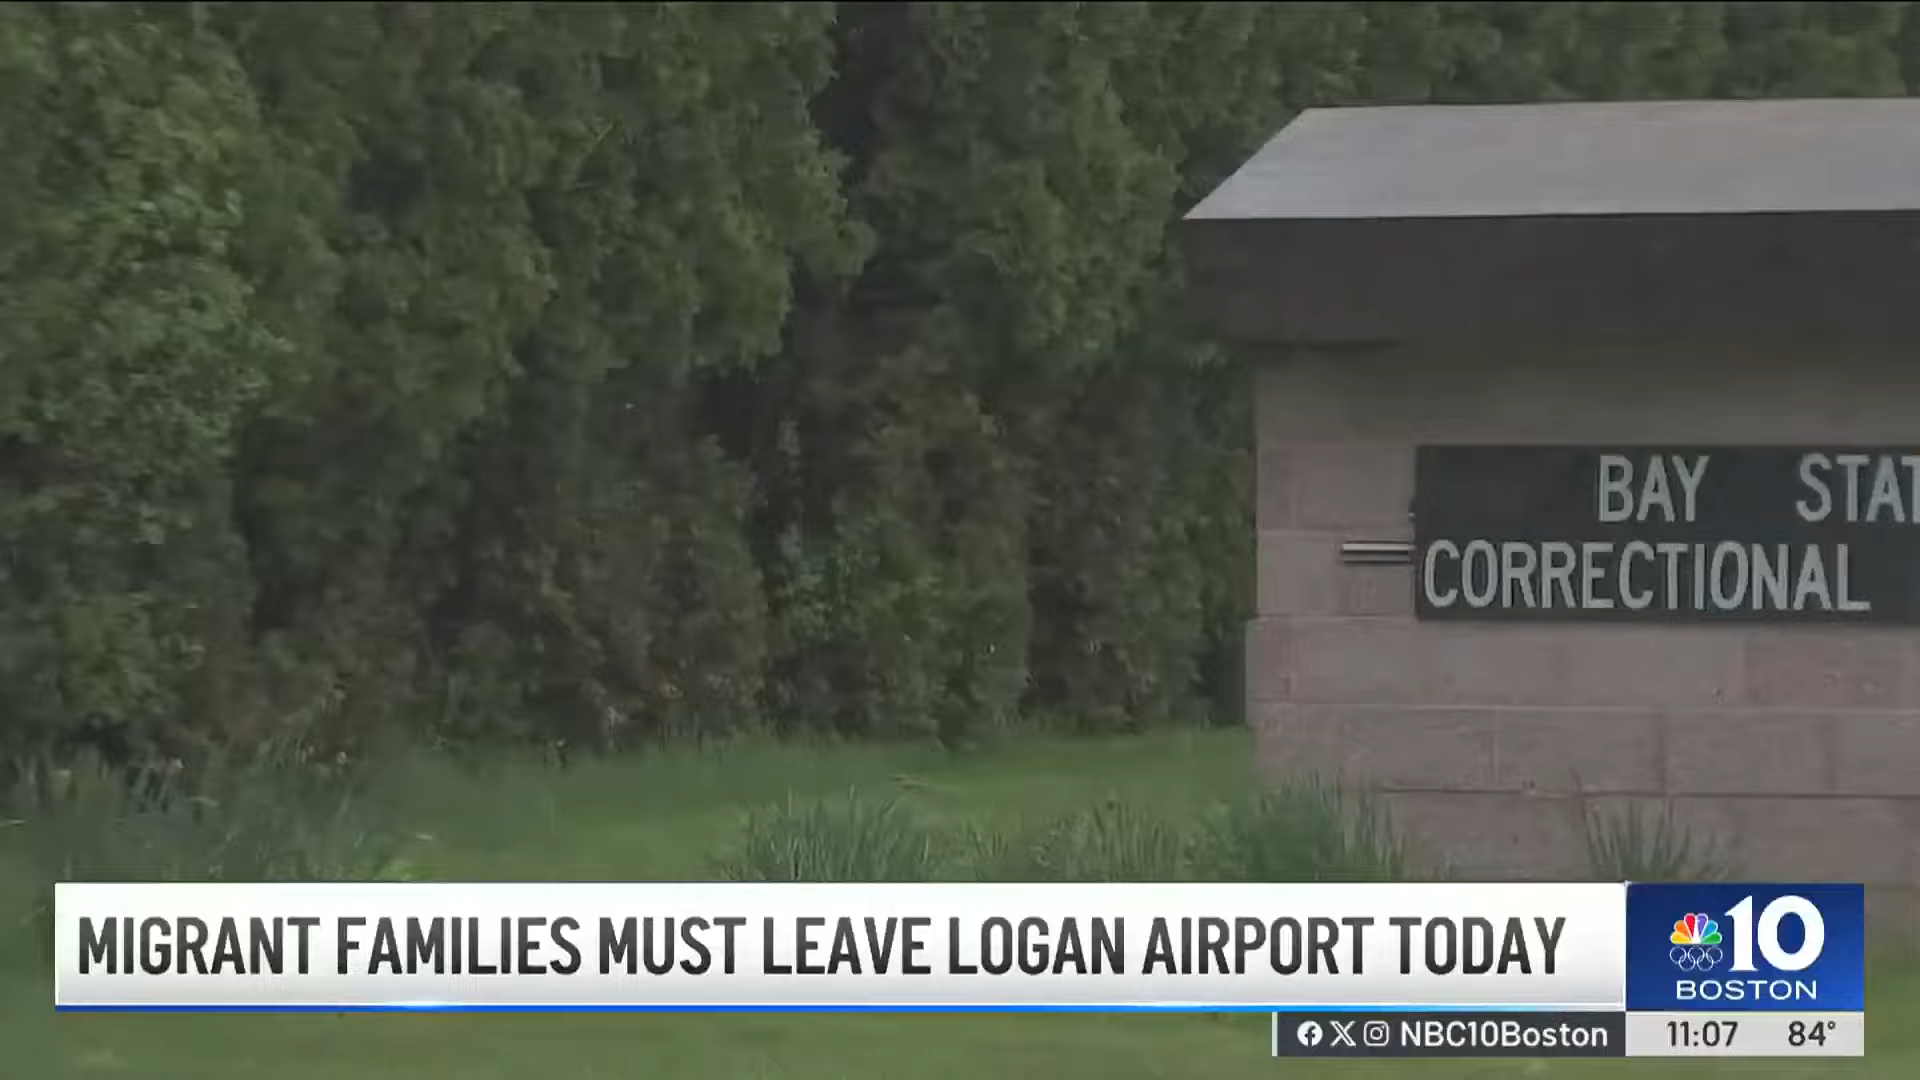 BAY STAT
CORRECTIONAL
MIGRANT FAMILIES MUST LEAVE LOGAN AIRPORT TODAY
10
BOSTON
NBC10Boston
11:07 84°